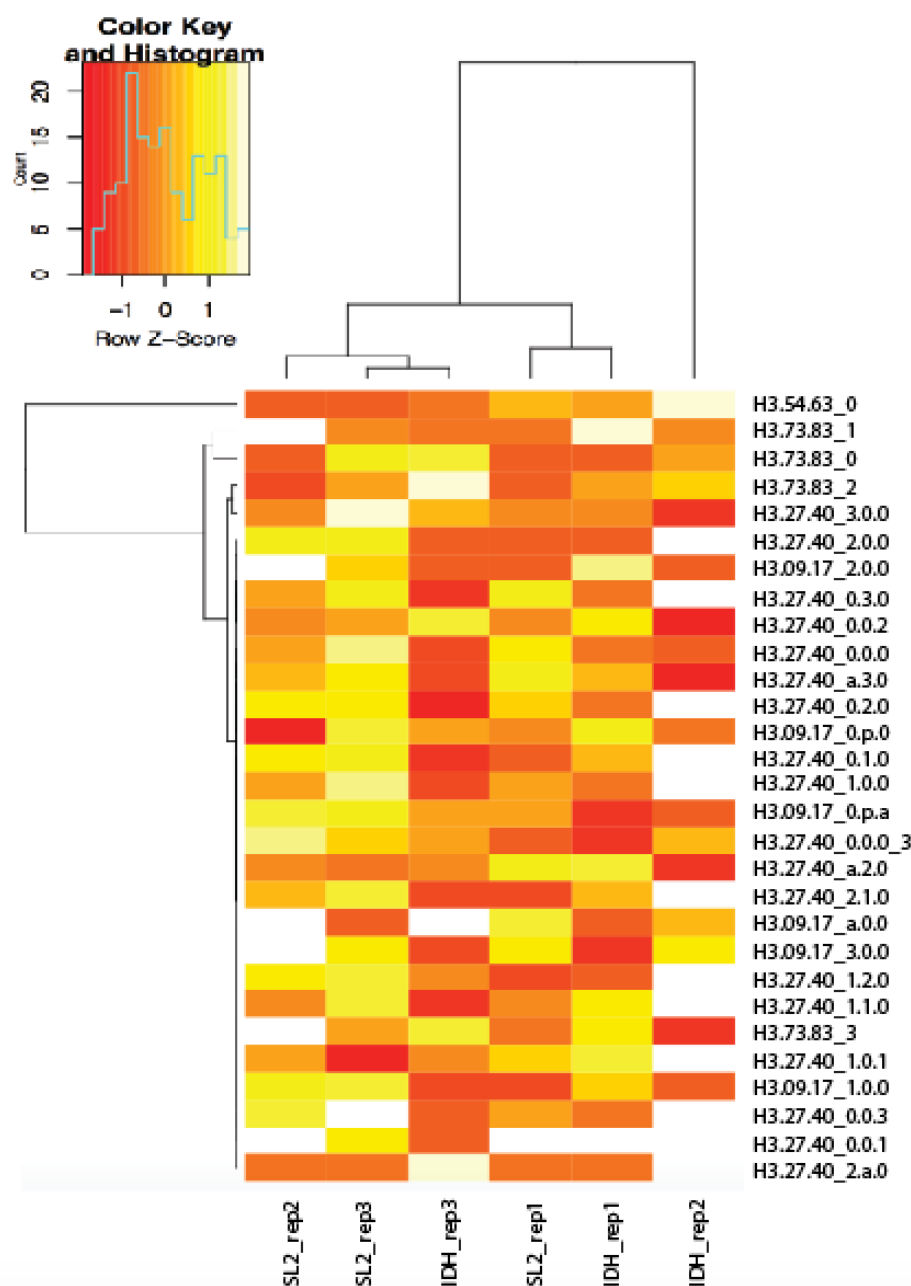 Color Key
and Histogram
Count
0
5
10
15
20
−1 0 1
Row Z−Score
H3.54.63_0
H3.73.83_1
H3.73.83_0
H3.73.83_2
H3.27.40_3.0.0
H3.27.40_2.0.0
H3.09.17_2.0.0
H3.27.40_0.3.0
H3.27.40_0.0.2
H3.27.40_0.0.0
H3.27.40_a.3.0
H3.27.40_0.2.0
H3.09.17_0.p.0
H3.27.40_0.1.0
H3.27.40_1.0.0
H3.09.17_0.p.a
H3.27.40_0.0.0_3
H3.27.40_a.2.0
H3.27.40_2.1.0
H3.09.17_a.0.0
H3.09.17_3.0.0
H3.27.40_1.2.0
H3.27.40_1.1.0
H3.73.83_3
H3.27.40_1.0.1
H3.09.17_1.0.0
H3.27.40_0.0.3
H3.27.40_0.0.1
H3.27.40_2.a.0
SL2_rep2
SL2_rep3
IDH_rep3
SL2_rep1
IDH_rep1
IDH_rep2